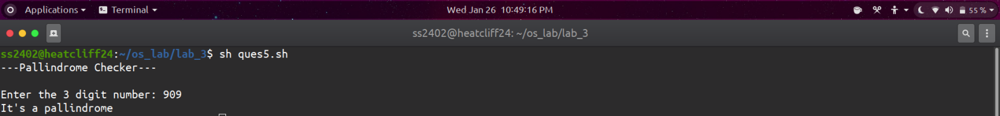 Applications Terminal Wed Jan 26 10:49:16 PM 55 %
ss2402@heatcliff24: ~/os_lab/lab_3
ss2402@heatcliff24:~/os_lab/lab_3$ sh ques5.sh
---Pallindrome Checker---
Enter the 3 digit number: 909
It's a pallindrome